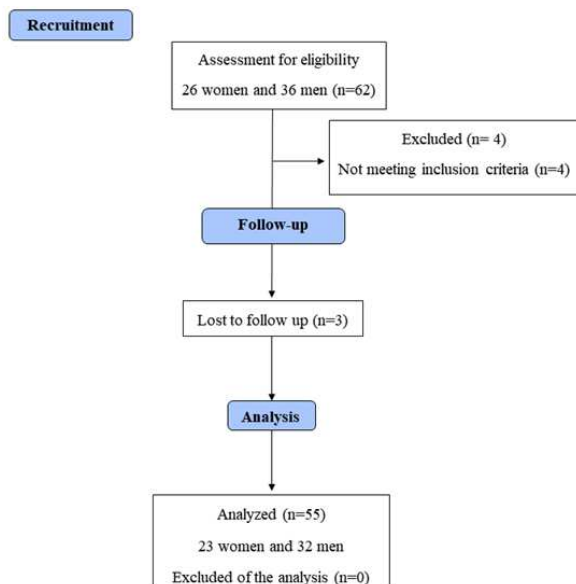 Recruitment
Assessment for eligibility
26 women and 36 men (n=62)
Excluded (n= 4)
Not meeting inclusion criteria (n=4)
Follow-up
Lost to follow up (n=3)
Analysis
Analyzed (n=55)
23 women and 32 men
Excluded of the analysis (n=0)